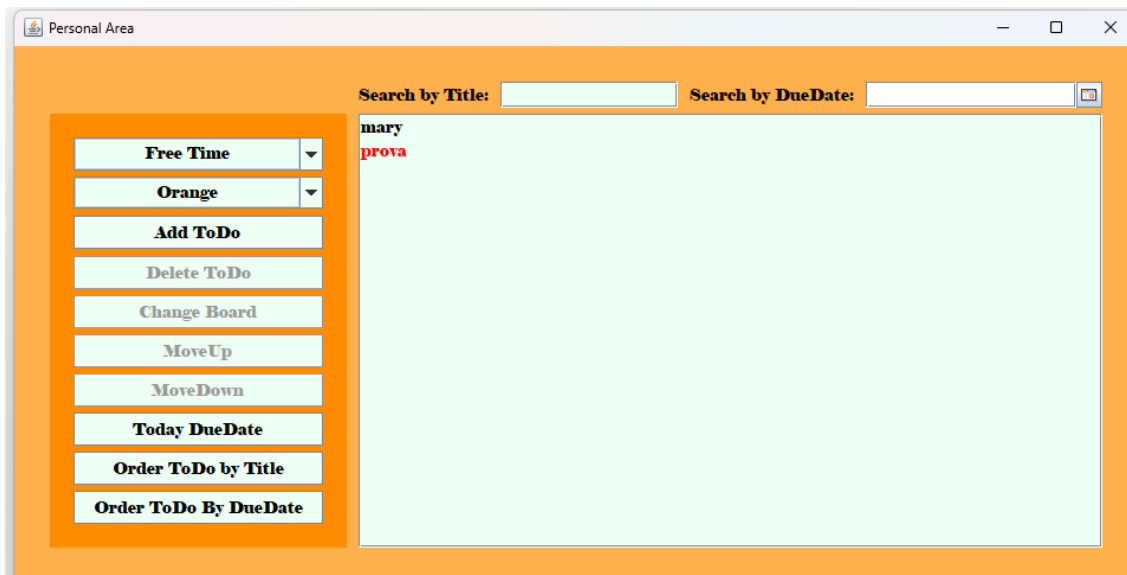 Personal Area
Search by Title: Search by DueDate:
mary
prova
Free Time
Orange
Add ToDo
Delete ToDo
Change Board
MoveUp
MoveDown
Today DueDate
Order ToDo by Title
Order ToDo By DueDate